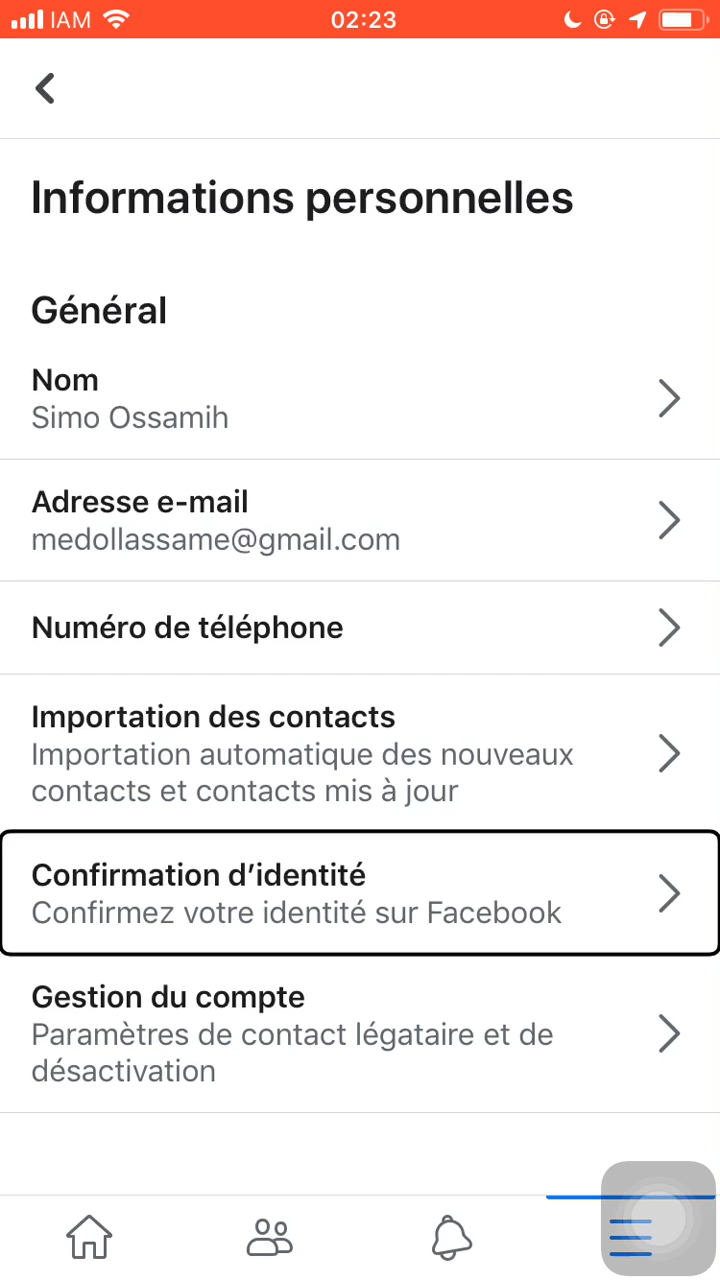 IAM
02:23
Informations personnelles
Général
Nom
Simo Ossamih
Adresse e-mail
medollassame@gmail.com
Numéro de téléphone
Importation des contacts
Importation automatique des nouveaux
contacts et contacts mis à jour
Confirmation d’identité
Confirmez votre identité sur Facebook
Gestion du compte
Paramètres de contact légataire et de
désactivation